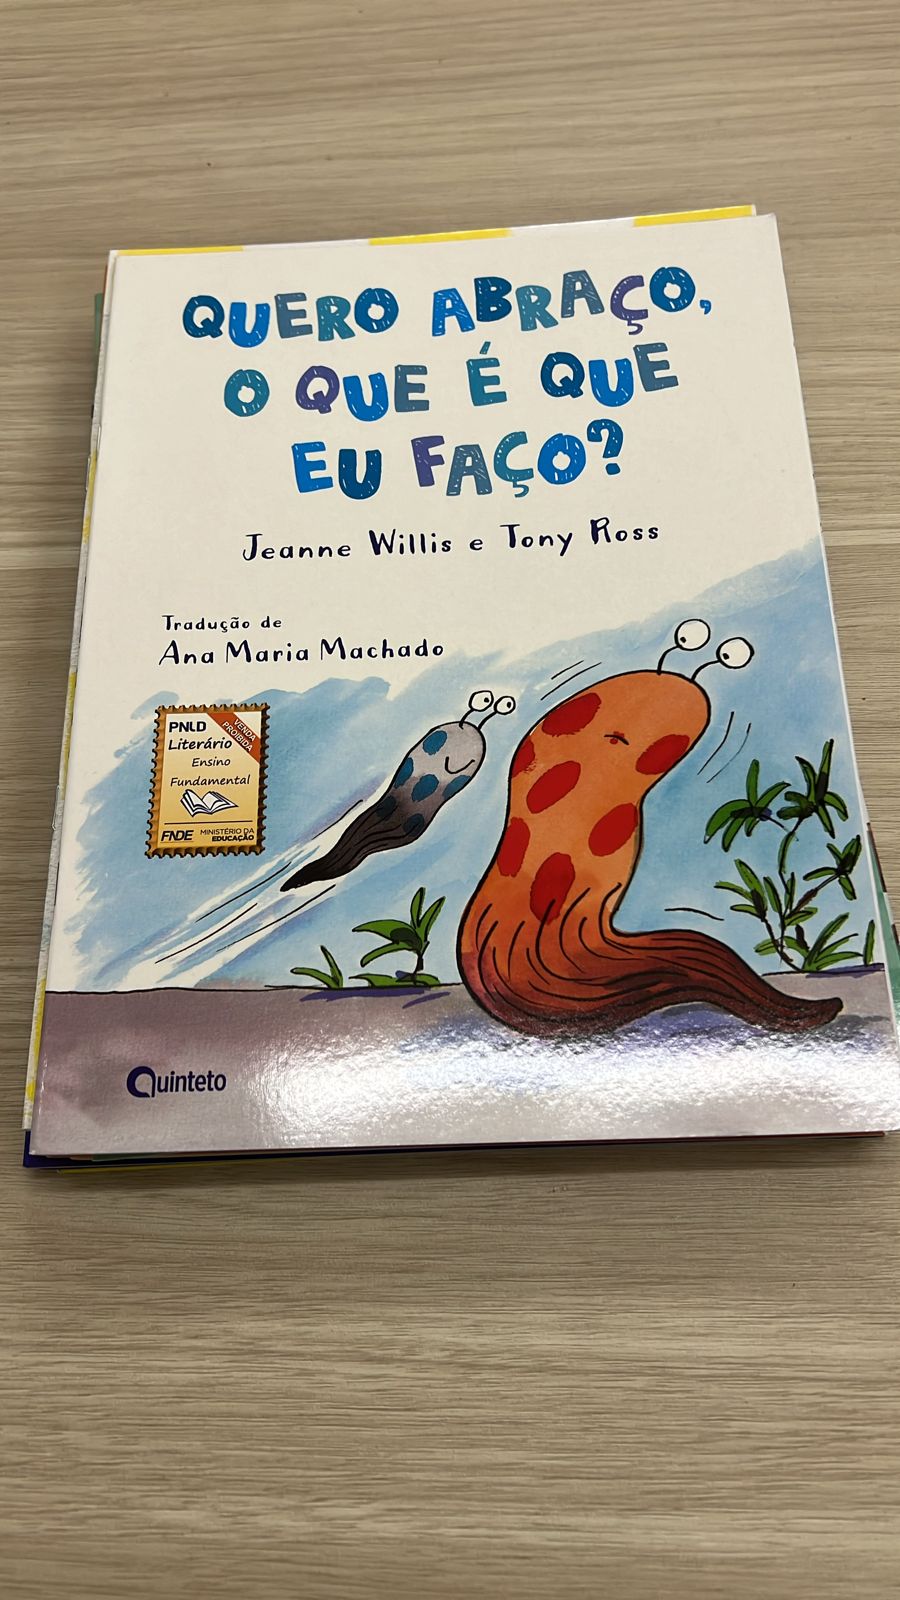 QUERO ABRAÇO,
O QUE É QUE
EU FAÇO?
Jeanne Willis e Tony Ross
Tradução de
Ana Maria Machado
PNLD
VENDA
PROIBIDA
Literário
Ensino
Fundamental
FNDE MINISTÉRIO DA
EDUCAÇÃO
Quinteto